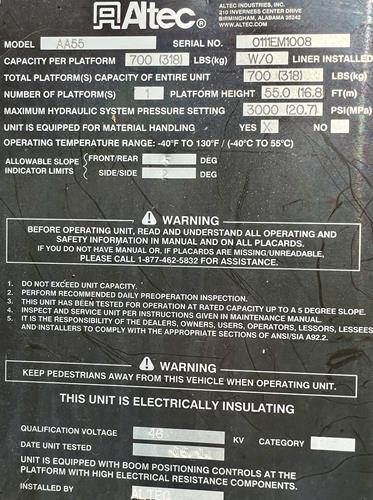 Altec®
ALTEC INDUSTRIES, INC.
210 INVERNESS CENTER DRIVE
BIRMINGHAM, ALABAMA 35242
WWW.ALTEC.COM
MODEL AA55 SERIAL NO. 0111EM1008
CAPACITY PER PLATFORM 700 (318) LBS(kg) W/O LINER INSTALLED
TOTAL PLATFORM(S) CAPACITY OF ENTIRE UNIT 700 (318) LBS(kg)
NUMBER OF PLATFORM(S) 1 PLATFORM HEIGHT 55.0 (16.8 FT(m)
MAXIMUM HYDRAULIC SYSTEM PRESSURE SETTING 3000 (20.7) PSI(MPa)
UNIT IS EQUIPPED FOR MATERIAL HANDLING YES X NO
OPERATING TEMPERATURE RANGE: -40°F TO 130°F / (-40°C TO 55°C)
ALLOWABLE SLOPE INDICATOR LIMITS
FRONT/REAR 5 DEG
SIDE/SIDE DEG
WARNING
BEFORE OPERATING UNIT, READ AND UNDERSTAND ALL OPERATING AND
SAFETY INFORMATION IN MANUAL AND ON ALL PLACARDS.
IF YOU DO NOT HAVE MANUAL OR, IF PLACARDS ARE MISSING/UNREADABLE,
PLEASE CALL 1-877-462-5832 FOR ASSISTANCE.
1. DO NOT EXCEED UNIT CAPACITY.
2. PERFORM RECOMMENDED DAILY PREOPERATION INSPECTION.
3. THIS UNIT HAS BEEN TESTED FOR OPERATION AT RATED CAPACITY UP TO A 5 DEGREE SLOPE.
4. INSPECT AND SERVICE UNIT PER INSTRUCTIONS GIVEN IN MAINTENANCE MANUAL.
5. IT IS THE RESPONSIBILITY OF THE DEALERS, OWNERS, USERS, OPERATORS, LESSORS, LESSEES
AND INSTALLERS TO COMPLY WITH THE APPROPRIATE SECTIONS OF ANSI/SIA A92.2.
WARNING
KEEP PEDESTRIANS AWAY FROM THIS VEHICLE WHEN OPERATING UNIT.
THIS UNIT IS ELECTRICALLY INSULATING
QUALIFICATION VOLTAGE 46 KV CATEGORY
DATE UNIT TESTED
UNIT IS EQUIPPED WITH BOOM POSITIONING CONTROLS AT THE
PLATFORM WITH HIGH ELECTRICAL RESISTANCE COMPONENTS.
INSTALLED BY ALTEC